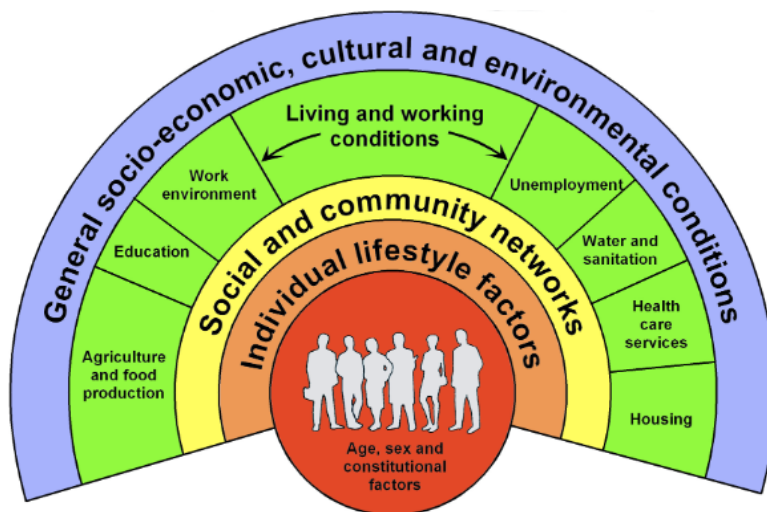 General socio-economic, cultural and environmental conditions
Living and working
conditions
Agriculture
and food
production
Education
Work
environment
Unemployment
Water and
sanitation
Health
care
services
Housing
Social and community networks
Individual lifestyle factors
Age, sex and
constitutional
factors